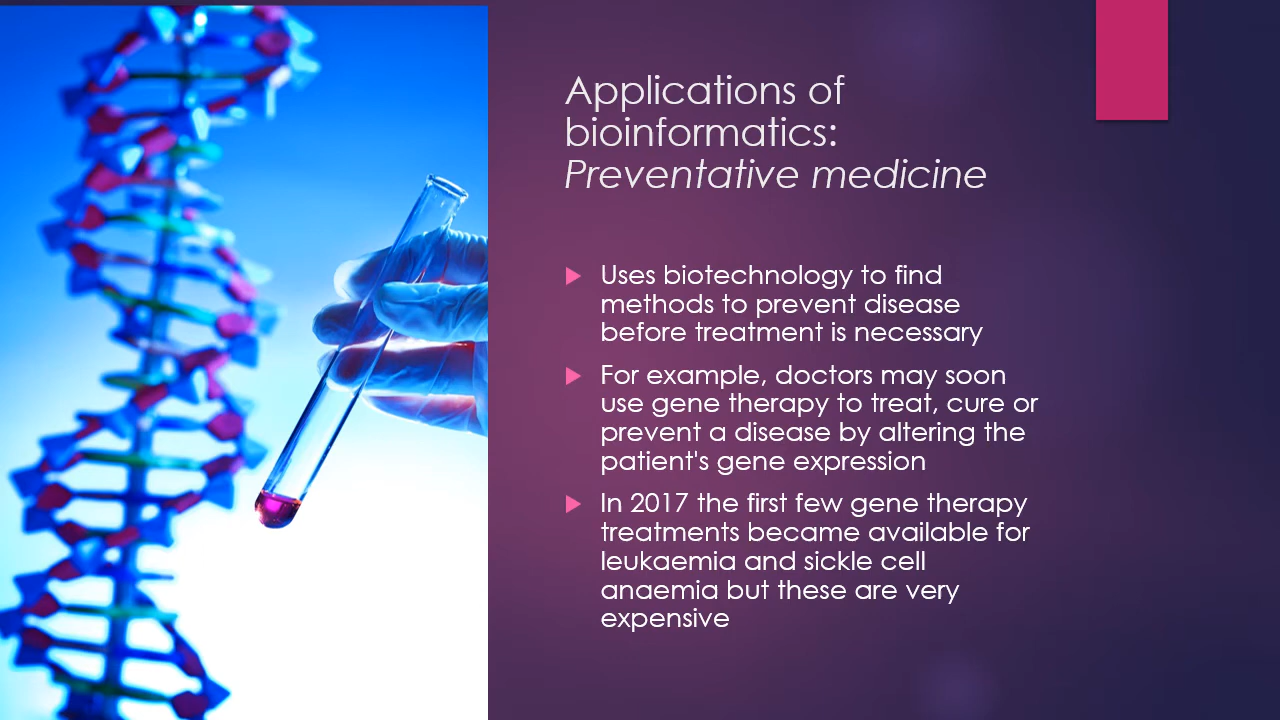 Applications of
bioinformatics:
Preventative medicine
Uses biotechnology to find
methods to prevent disease
before treatment is necessary
For example, doctors may soon
use gene therapy to treat, cure or
prevent a disease by altering the
patient's gene expression
In 2017 the first few gene therapy
treatments became available for
leukaemia and sickle cell
anaemia but these are very
expensive